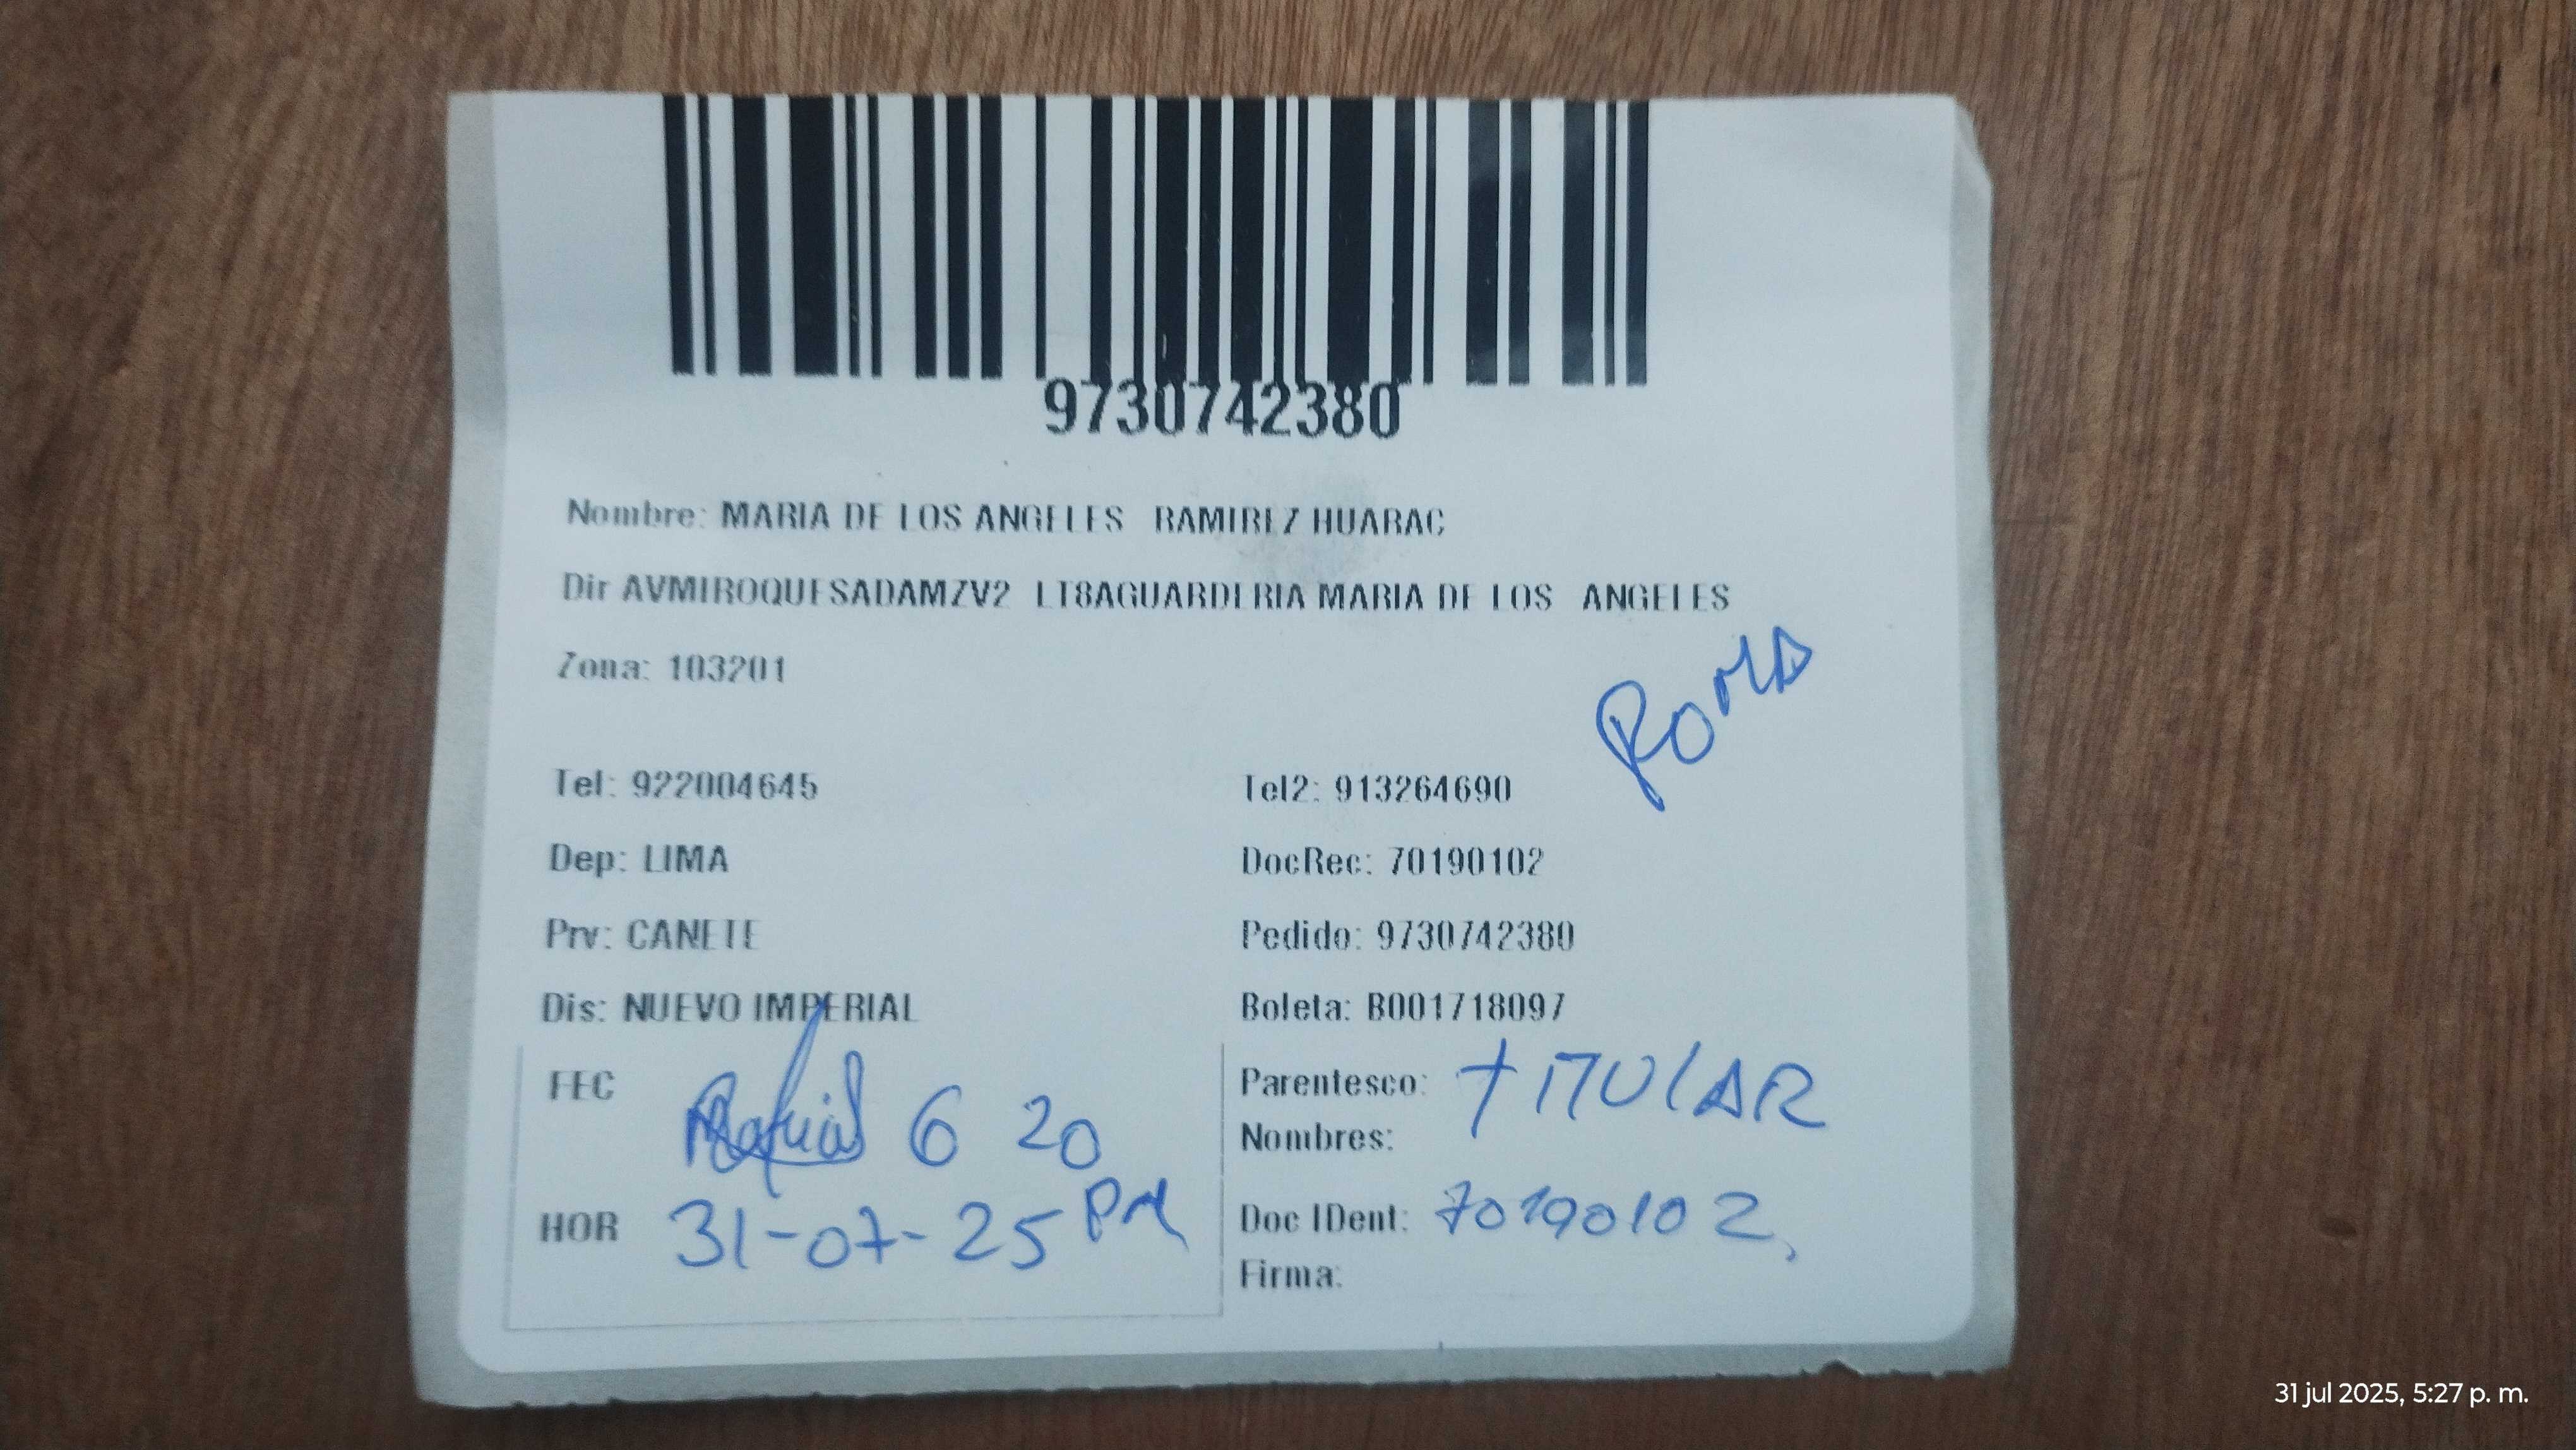 9730742380
Nombre: MARIA DE LOS ANGELES RAMIREZ HUARAC
Dir AVMIROQUESADAMZV2 LT8AGUARDERIA MARIA DE LOS ANGELES
Zona: 103201
ROMA
Tel: 922004645 Tel2: 913264690
Dep: LIMA DocRec: 70190102
Prv: CANETE Pedido: 9730742380
Dis: NUEVO IMPERIAL Boleta: B001718097
FEC 6 20 PM Parentesco: TITULAR
Nombres:
HOR 31-07-25 Doc IDent: 70190102
Firma:
31 jul 2025, 5:27 p. m.